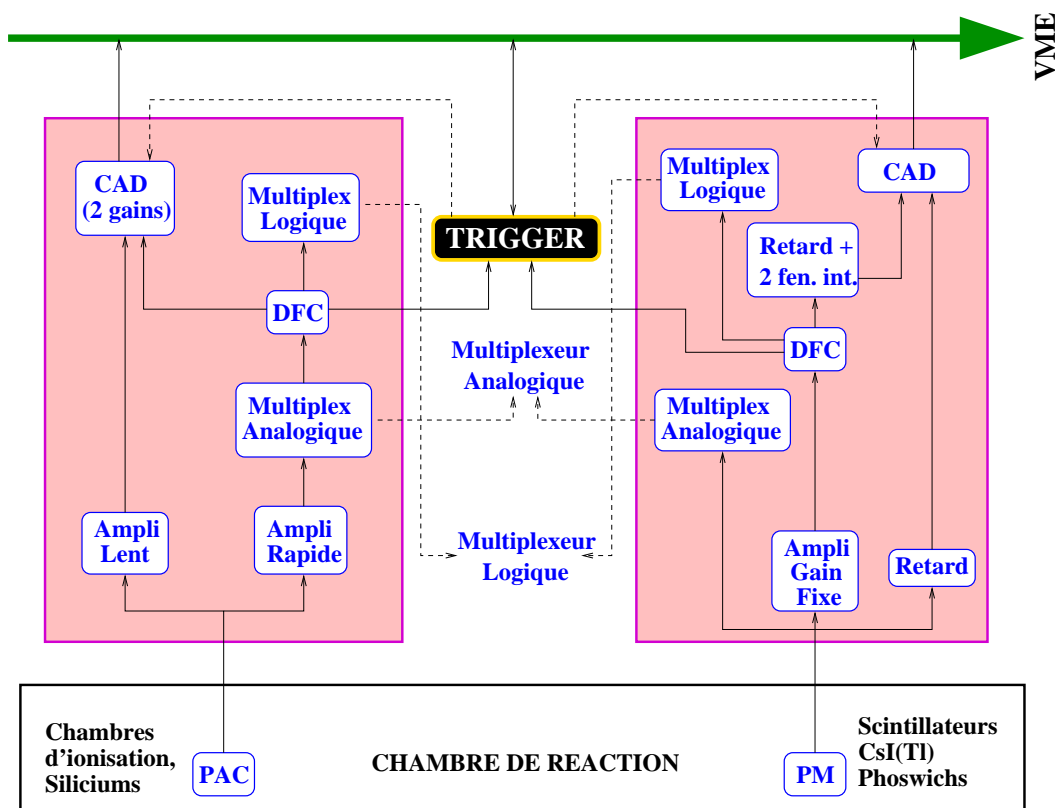 VME
CAD
(2 gains)
Multiplex
Logique
TRIGGER
Multiplex
Logique
CAD
Retard +
2 fen. int.
DFC
DFC
Multiplexeur
Analogique
Multiplex
Analogique
Multiplex
Analogique
Ampli
Lent
Ampli
Rapide
Multiplexeur
Logique
Ampli
Gain
Fixe
Retard
Chambres
d'ionisation,
Siliciums
PAC
CHAMBRE DE REACTION
PM
Scintillateurs
CsI(Tl)
Phoswichs